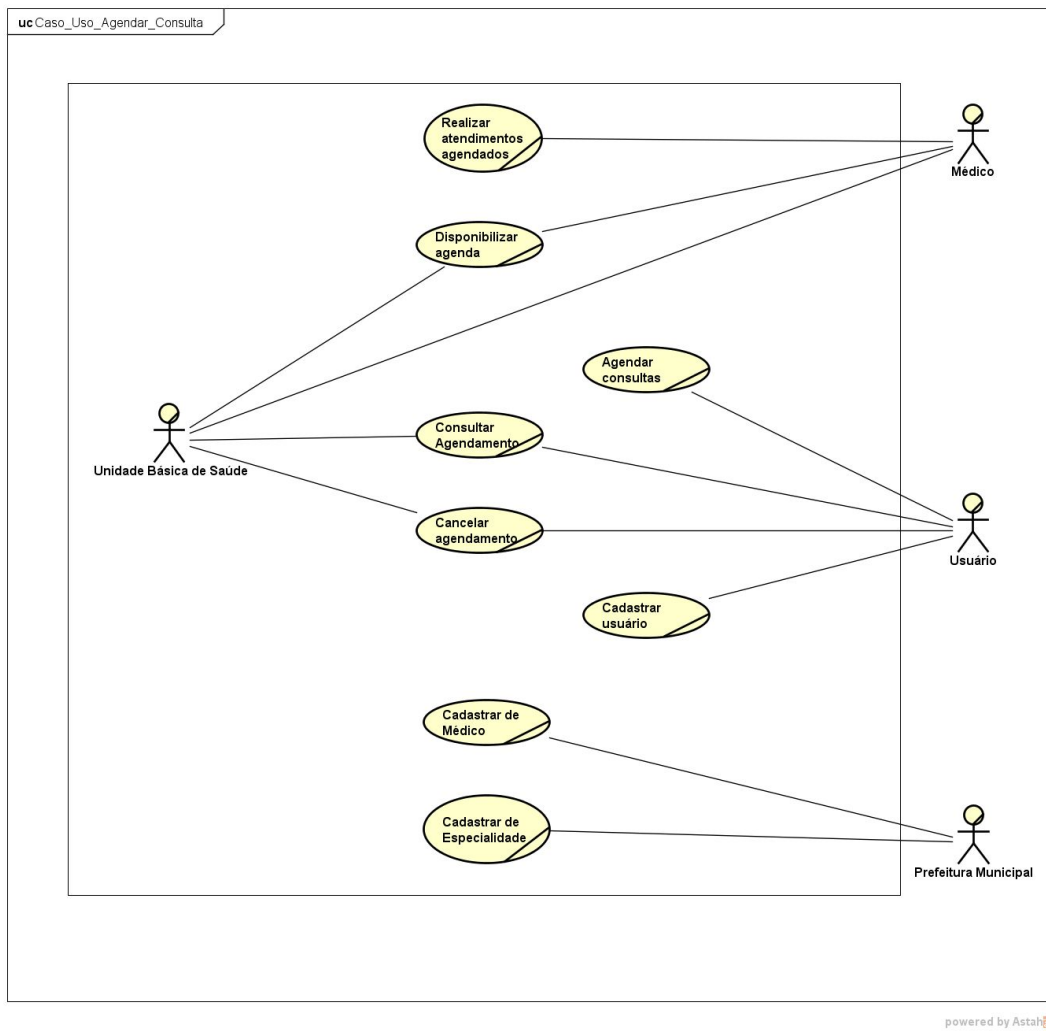 uc Caso_Uso_Agendar_Consulta
Realizar
atendimentos
agendados
Médico
Disponibilizar
agenda
Agendar
consultas
Consultar
Agendamento
Unidade Básica de Saúde
Cancelar
agendamento
Usuário
Cadastrar
usuário
Cadastrar de
Médico
Cadastrar de
Especialidade
Prefeitura Municipal
powered by Astah